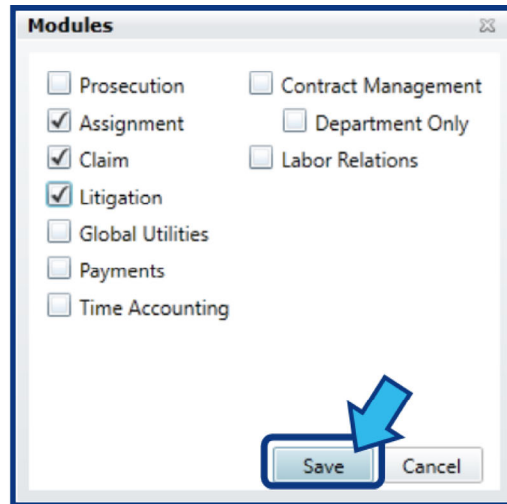 Modules
Prosecution
Assignment
Claim
Litigation
Global Utilities
Payments
Time Accounting
Contract Management
Department Only
Labor Relations
Save
Cancel